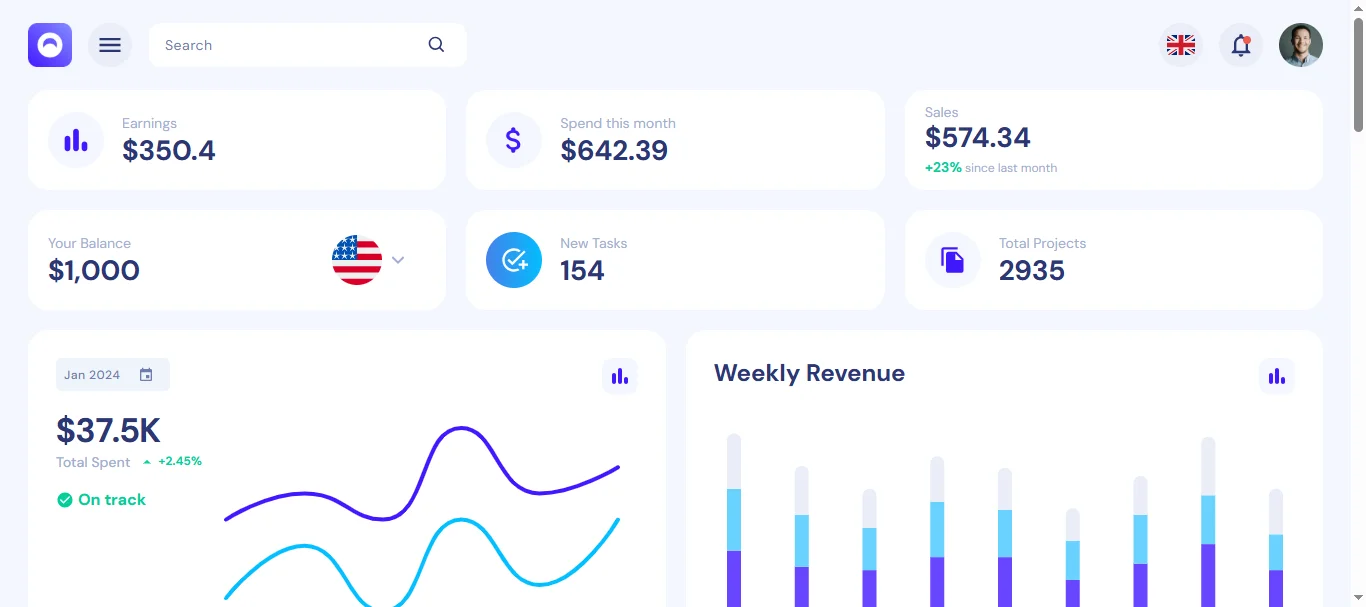 Search
Earnings
$350.4
Spend this month
$642.39
Sales
$574.34
+23% since last month
Your Balance
$1,000
New Tasks
154
Total Projects
2935
Jan 2024
$37.5K
Total Spent +2.45%
On track
Weekly Revenue